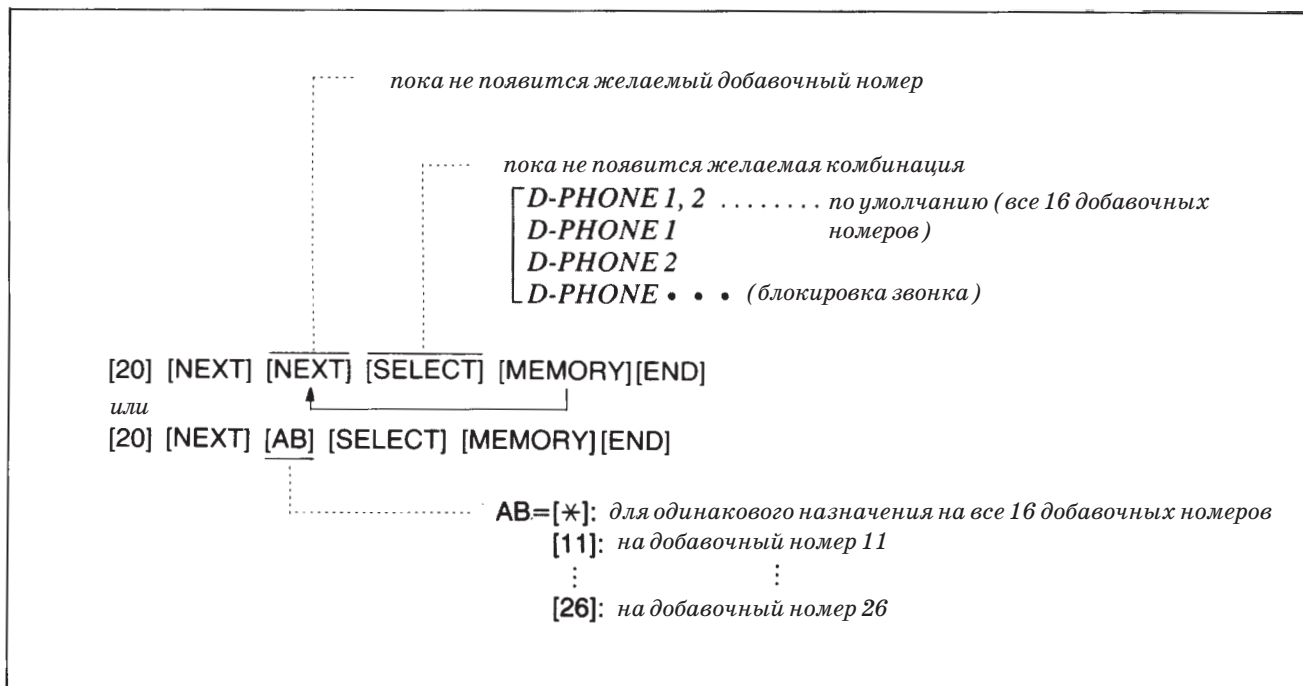 пока не появится желаемый добавочный номер
пока не появится желаемая комбинация
D-PHONE 1, 2 ........ по умолчанию (все 16 добавочных
номеров)
D-PHONE 1
D-PHONE 2
D-PHONE • • • (блокировка звонка)
[20] [NEXT] [NEXT] [SELECT] [MEMORY][END]
или
[20] [NEXT] [AB] [SELECT] [MEMORY][END]
AB=[*]: для одинакового назначения на все 16 добавочных номеров
[11]: на добавочный номер 11
[26]: на добавочный номер 26